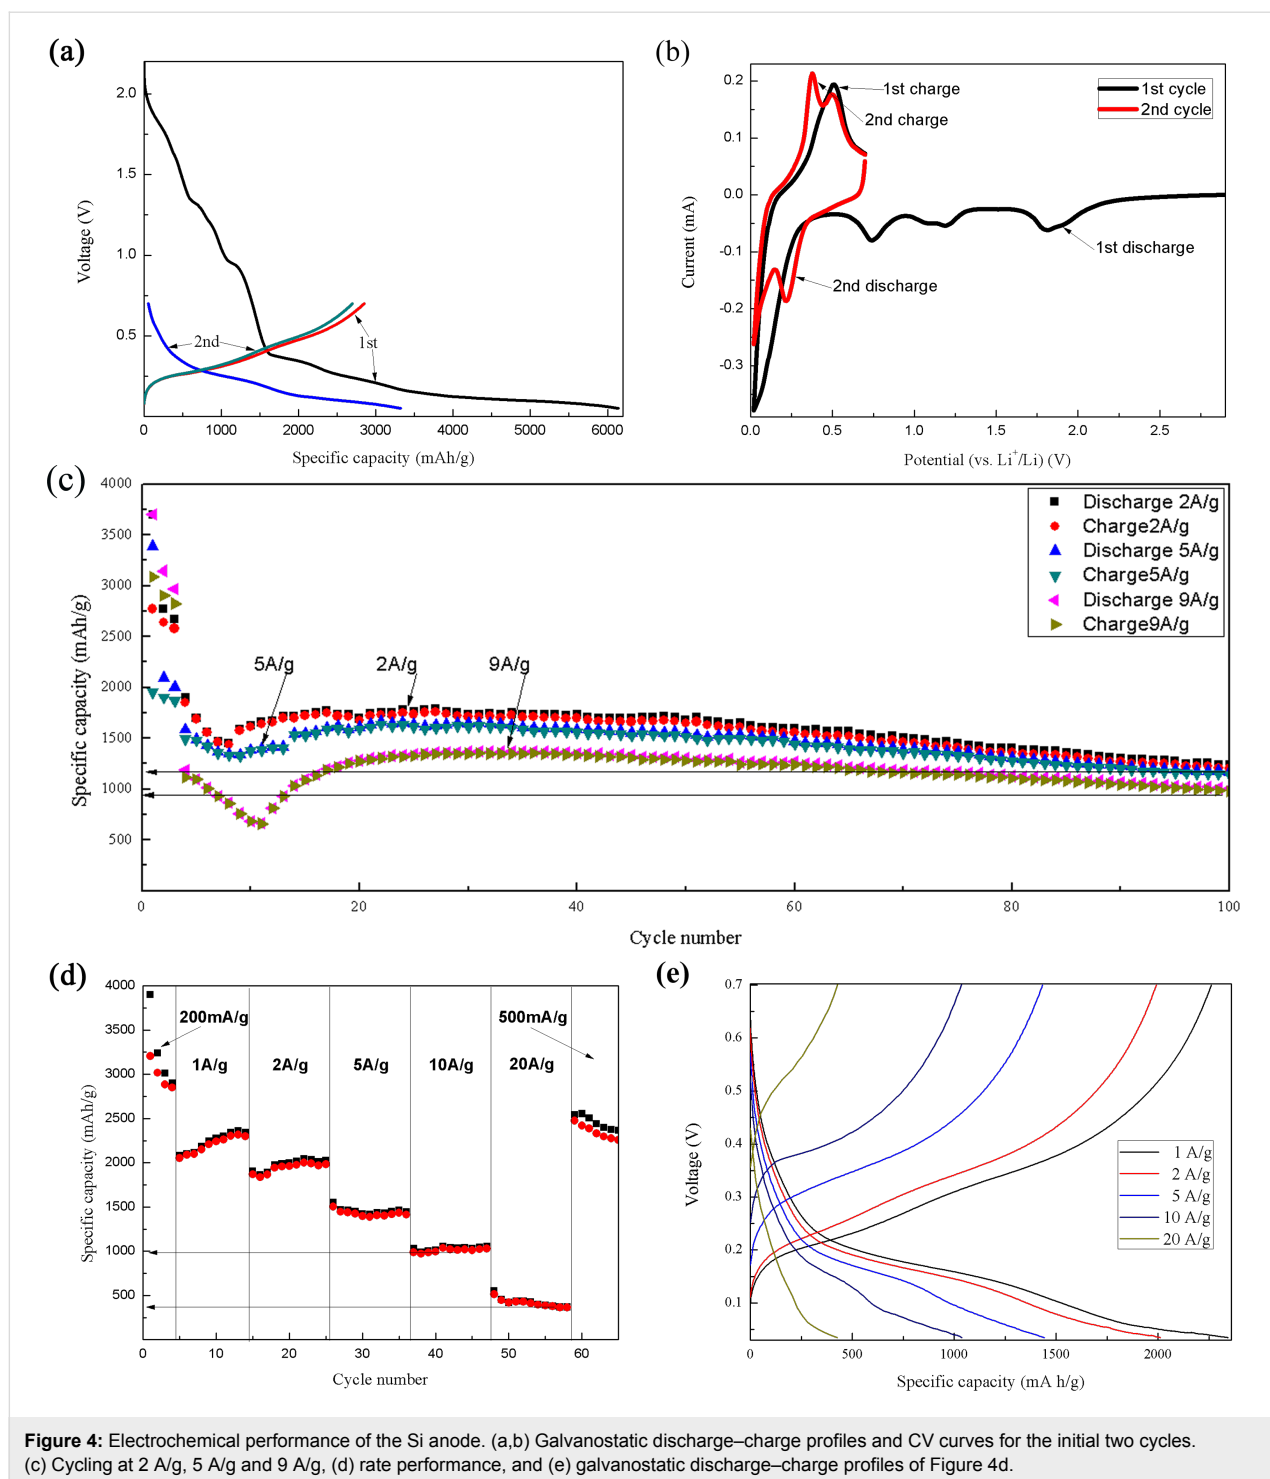 (a)
2.0
1.5
1.0
0.5
Voltage (V)
2nd
1st
0 1000 2000 3000 4000 5000 6000
Specific capacity (mAh/g)
(b)
0.2
0.1
0.0
-0.1
-0.3
Current (mA)
1st charge
2nd charge
1st cycle
2nd cycle
1st discharge
2nd discharge
0.0 0.5 1.0 1.5 2.0 2.5
Potential (vs. Li⁺/Li) (V)
(c)
4000
3500
3000
2500
2000
1500
1000
500
Specific capacity (mAh/g)
Discharge 2A/g
Charge2A/g
Discharge 5A/g
Charge5A/g
Discharge 9A/g
Charge9A/g
5A/g
2A/g
9A/g
0 20 40 60 80 100
Cycle number
(d)
4000
3500
3000
2500
2000
1500
1000
500
0
Specific capacity (mAh/g)
200mA/g
500mA/g
1A/g
2A/g
5A/g
10A/g
20A/g
0 10 20 30 40 50 60
Cycle number
(e)
0.7
0.6
0.5
0.4
0.3
0.2
0.1
Voltage (V)
1 A/g
2 A/g
5 A/g
10 A/g
20 A/g
0 500 1000 1500 2000
Specific capacity (mA h/g)
Figure 4: Electrochemical performance of the Si anode. (a,b) Galvanostatic discharge–charge profiles and CV curves for the initial two cycles.
(c) Cycling at 2 A/g, 5 A/g and 9 A/g, (d) rate performance, and (e) galvanostatic discharge–charge profiles of Figure 4d.